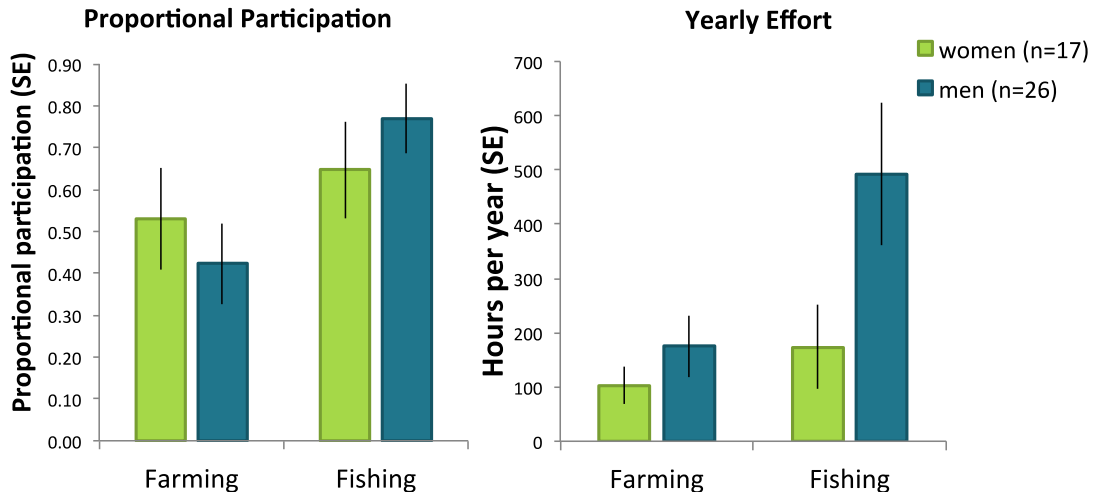 Proportional Participation
Proportional participation (SE)
0.90
0.80
0.70
0.60
0.50
0.40
0.30
0.20
0.10
0.00
Farming Fishing
Yearly Effort
Hours per year (SE)
700
600
500
400
300
200
100
0
Farming Fishing
women (n=17)
men (n=26)